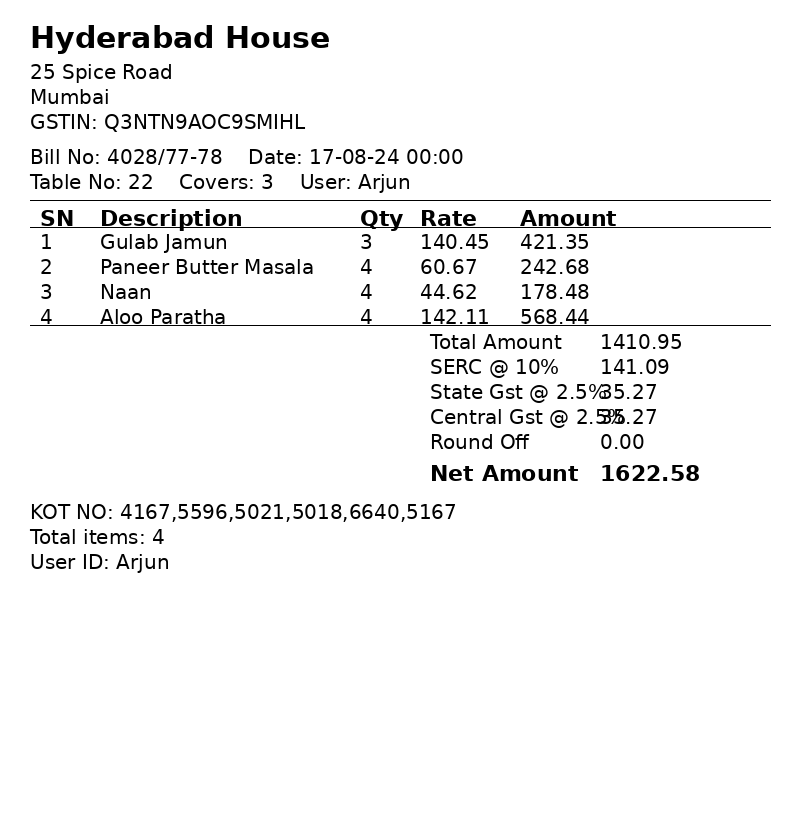 Hyderabad House
25 Spice Road
Mumbai
GSTIN: Q3NTN9AOC9SMIHL
Bill No: 4028/77-78 Date: 17-08-24 00:00
Table No: 22 Covers: 3 User: Arjun
SN Description Qty Rate Amount
1 Gulab Jamun 3 140.45 421.35
2 Paneer Butter Masala 4 60.67 242.68
3 Naan 4 44.62 178.48
4 Aloo Paratha 4 142.11 568.44
Total Amount 1410.95
SERC @ 10% 141.09
State Gst @ 2.5% 35.27
Central Gst @ 2.5% 35.27
Round Off 0.00
Net Amount 1622.58
KOT NO: 4167,5596,5021,5018,6640,5167
Total items: 4
User ID: Arjun